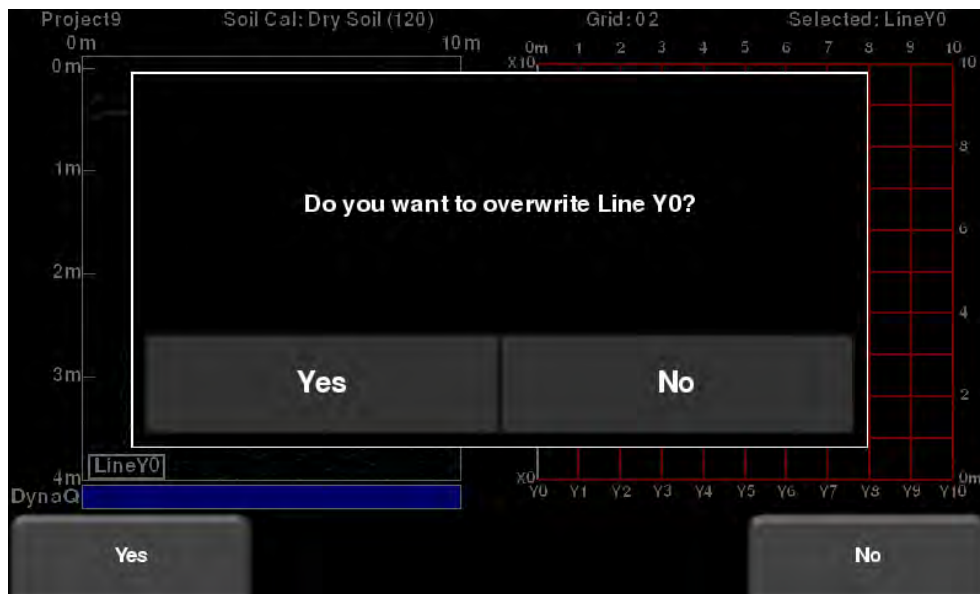 Project9 Soil Cal: Dry Soil (120) Grid: 02 Selected: LineY0
0m 10m 0m 1 2 3 4 5 6 7 8 9 10
0m X10 10
1m 8
Do you want to overwrite Line Y0?
2m 6
4
3m Yes No 2
LineY0
4m X0 0m
DynaQ Y0 Y1 Y2 Y3 Y4 Y5 Y6 Y7 Y8 Y9 Y10
Yes No